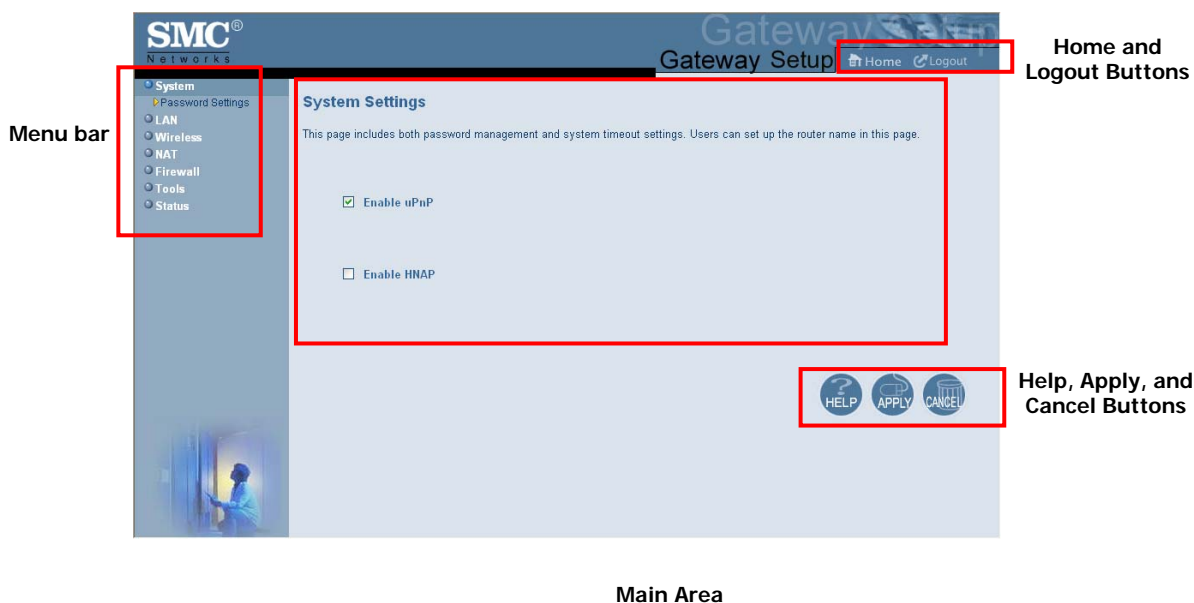 SMC®
Networks
Gateway Setup
Gateway Setup
Home Logout
Home and
Logout Buttons
Menu bar
System
Password Settings
LAN
Wireless
NAT
Firewall
Tools
Status
System Settings
This page includes both password management and system timeout settings. Users can set up the router name in this page.
Enable uPnP
Enable HNAP
HELP APPLY CANCEL
Help, Apply, and
Cancel Buttons
Main Area